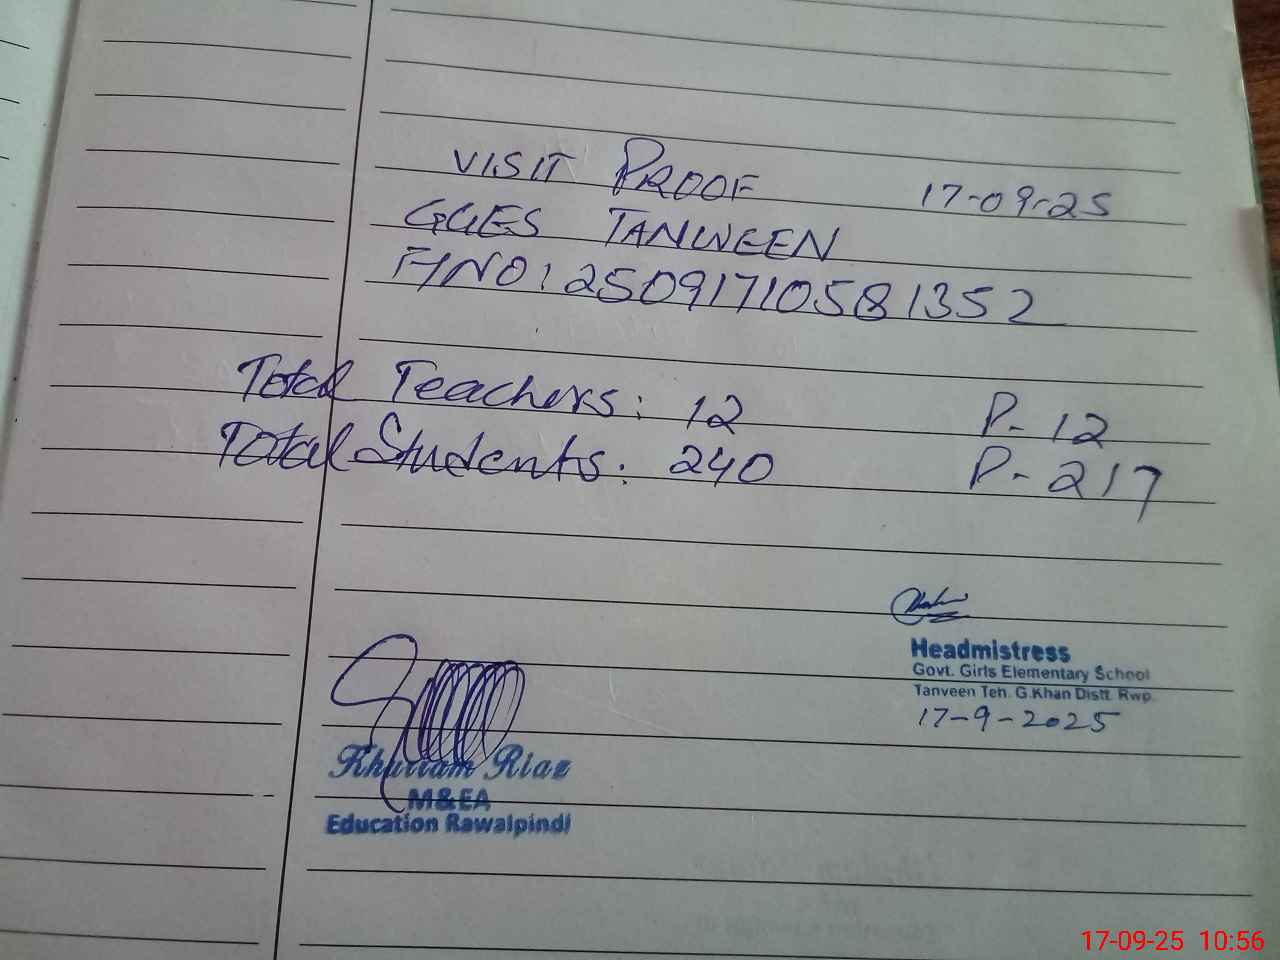 VISIT PROOF 17-09-25
GGES TANWEEN
F/NO: 25091710581352
Total Teachers: 12 P- 12
Total Students: 240 P- 217
Headmistress
Govt. Girls Elementary School
Tanveen Teh. G.Khan Distt. Rwp.
17-9-2025
Khurram Riaz
M&EA
Education Rawalpindi
17-09-25 10:56